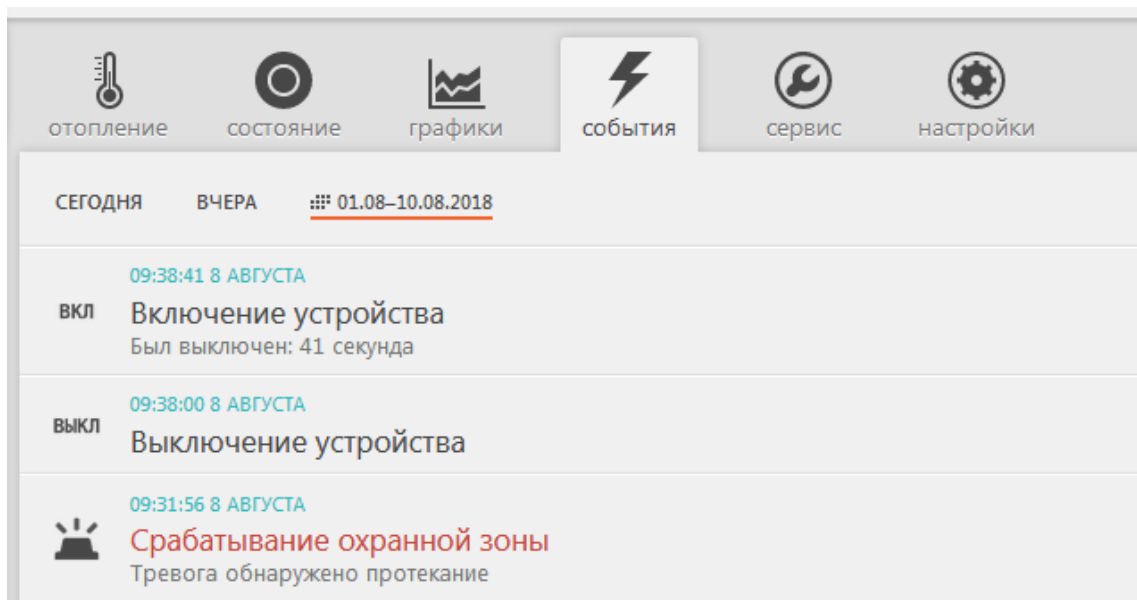 отопление состояние графики события сервис настройки
СЕГОДНЯ ВЧЕРА 01.08–10.08.2018
09:38:41 8 АВГУСТА
ВКЛ Включение устройства
Был выключен: 41 секунда
09:38:00 8 АВГУСТА
ВЫКЛ Выключение устройства
09:31:56 8 АВГУСТА
Срабатывание охранной зоны
Тревога обнаружено протекание